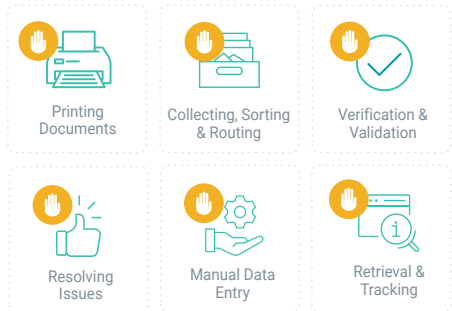 Printing
Documents
Collecting, Sorting
& Routing
Verification &
Validation
Resolving
Issues
Manual Data
Entry
Retrieval &
Tracking